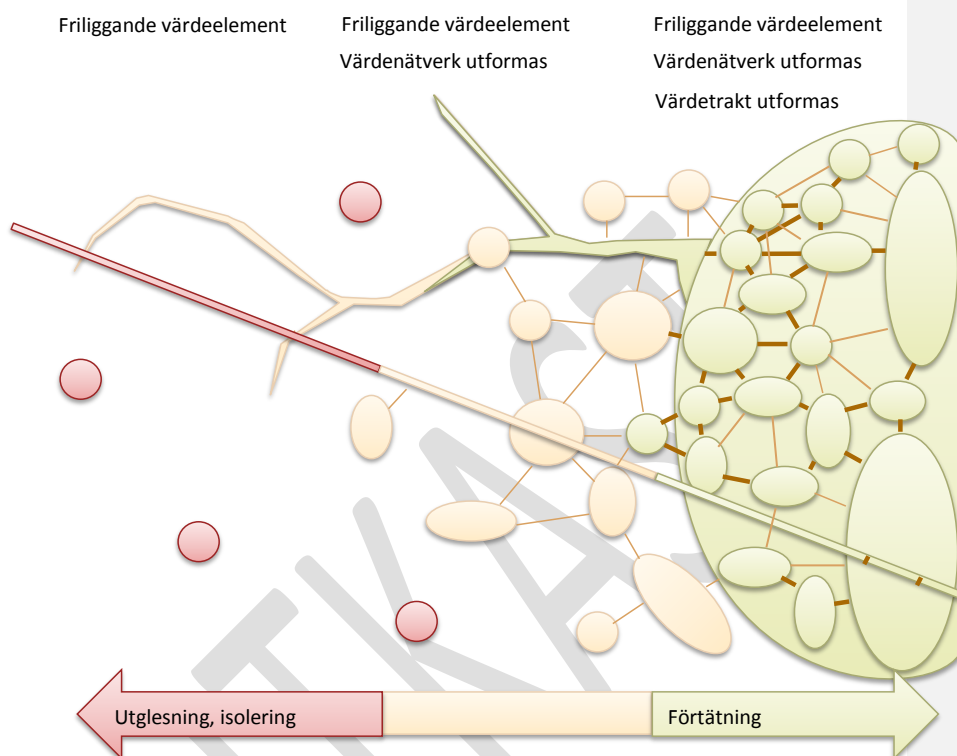 Friliggande värdeelement
Friliggande värdeelement
Värdenätverk utformas
Friliggande värdeelement
Värdenätverk utformas
Värdetrakt utformas
Utglesning, isolering
Förtätning